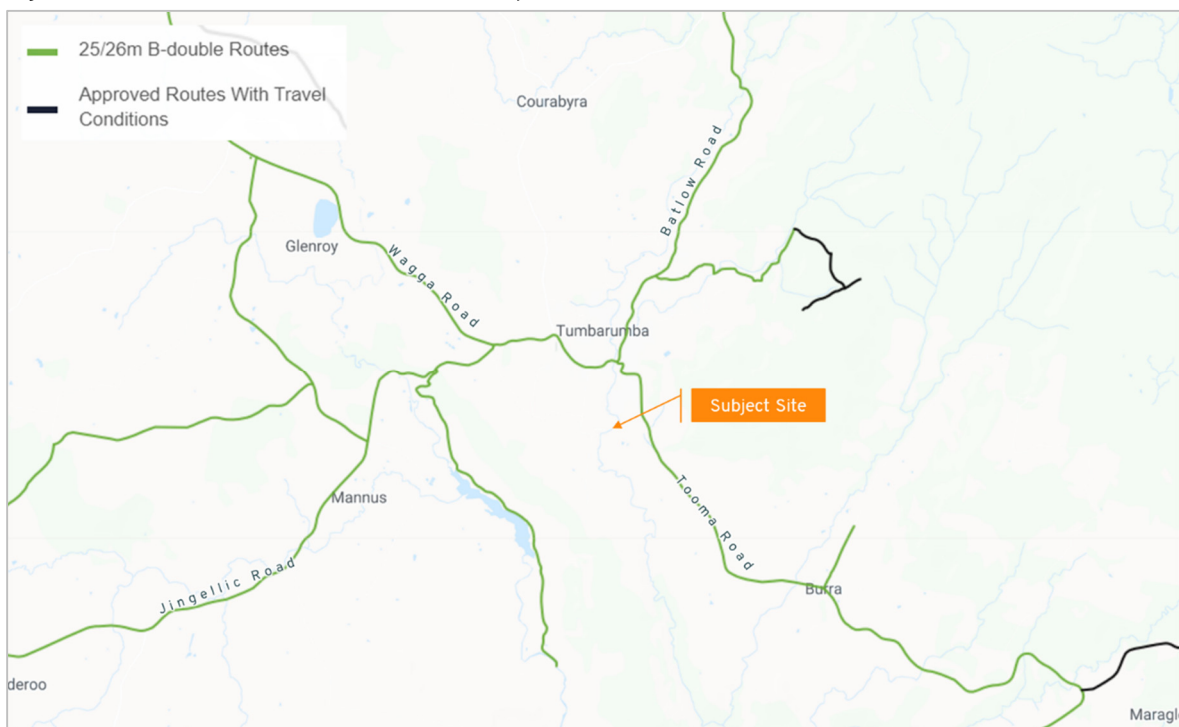 25/26m B-double Routes
Approved Routes With Travel
Conditions
Courabyra
Batlow Road
Glenroy
Wagga Road
Tumbarumba
Subject Site
Mannus
Tooma Road
Jingellic Road
Burra
deroo
Maragl